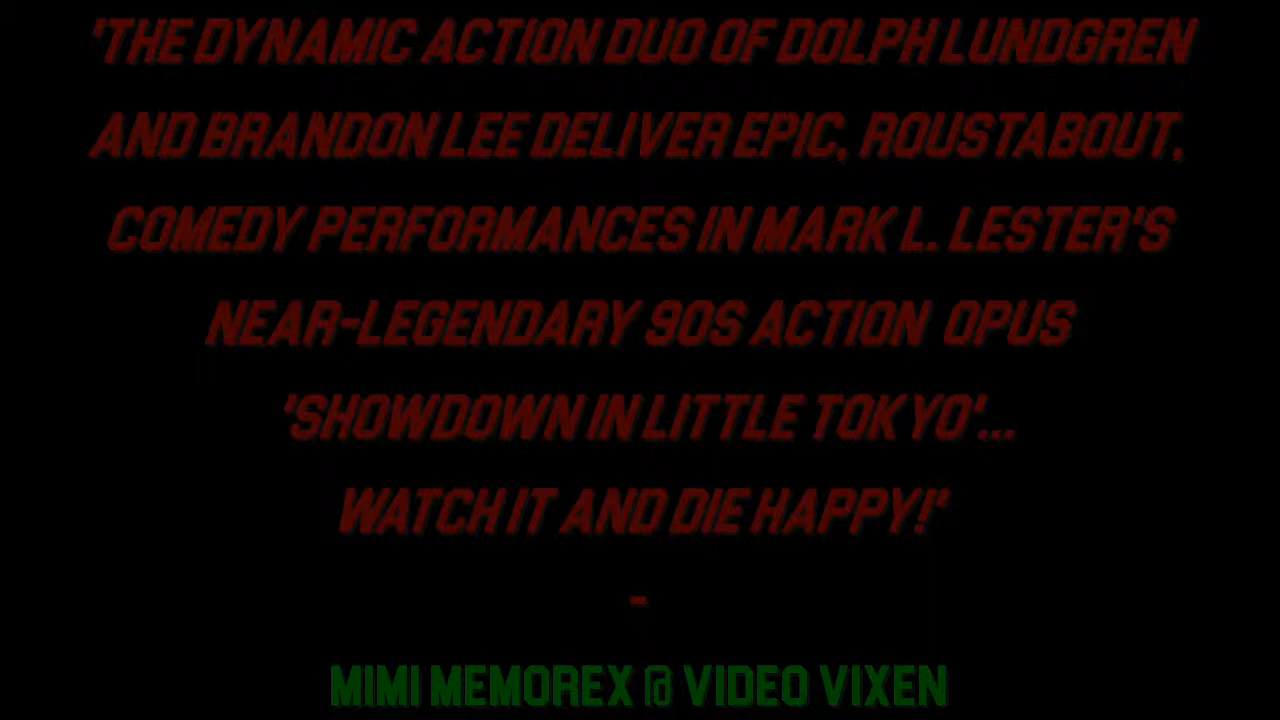 'THE DYNAMIC ACTION DUO OF DOLPH LUNDGREN
AND BRANDON LEE DELIVER EPIC, ROUSTABOUT,
COMEDY PERFORMANCES IN MARK L. LESTER'S
NEAR-LEGENDARY 90S ACTION OPUS
'SHOWDOWN IN LITTLE TOKYO'...
WATCH IT AND DIE HAPPY!'
-
MIMI MEMOREX @ VIDEO VIXEN